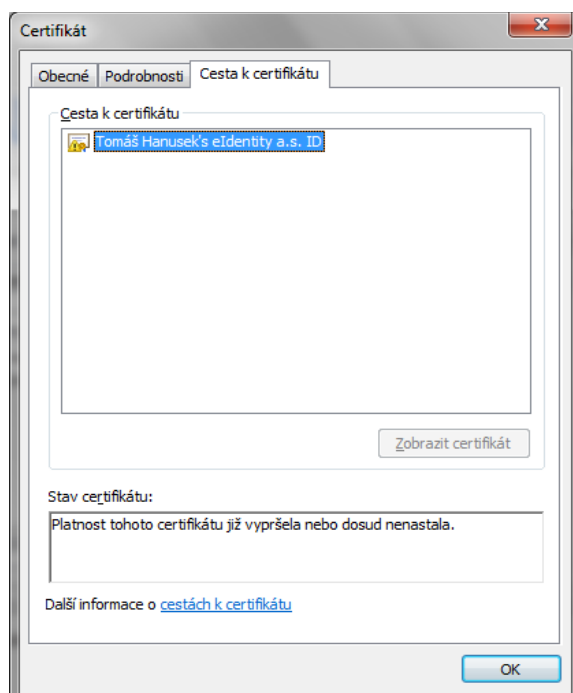 Certifikát
Obecné Podrobnosti Cesta k certifikátu
Cesta k certifikátu
Tomáš Hanusek's eIdentity a.s. ID
Zobrazit certifikát
Stav certifikátu:
Platnost tohoto certifikátu již vypršela nebo dosud nenastala.
Další informace o cestách k certifikátu
OK